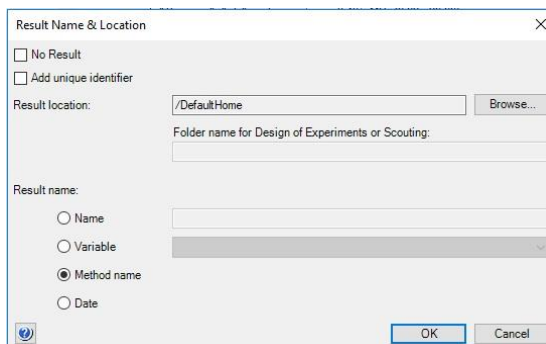 Result Name & Location
No Result
Add unique identifier
Result location:
/DefaultHome
Browse...
Folder name for Design of Experiments or Scouting:
Result name:
Name
Variable
Method name
Date
OK
Cancel